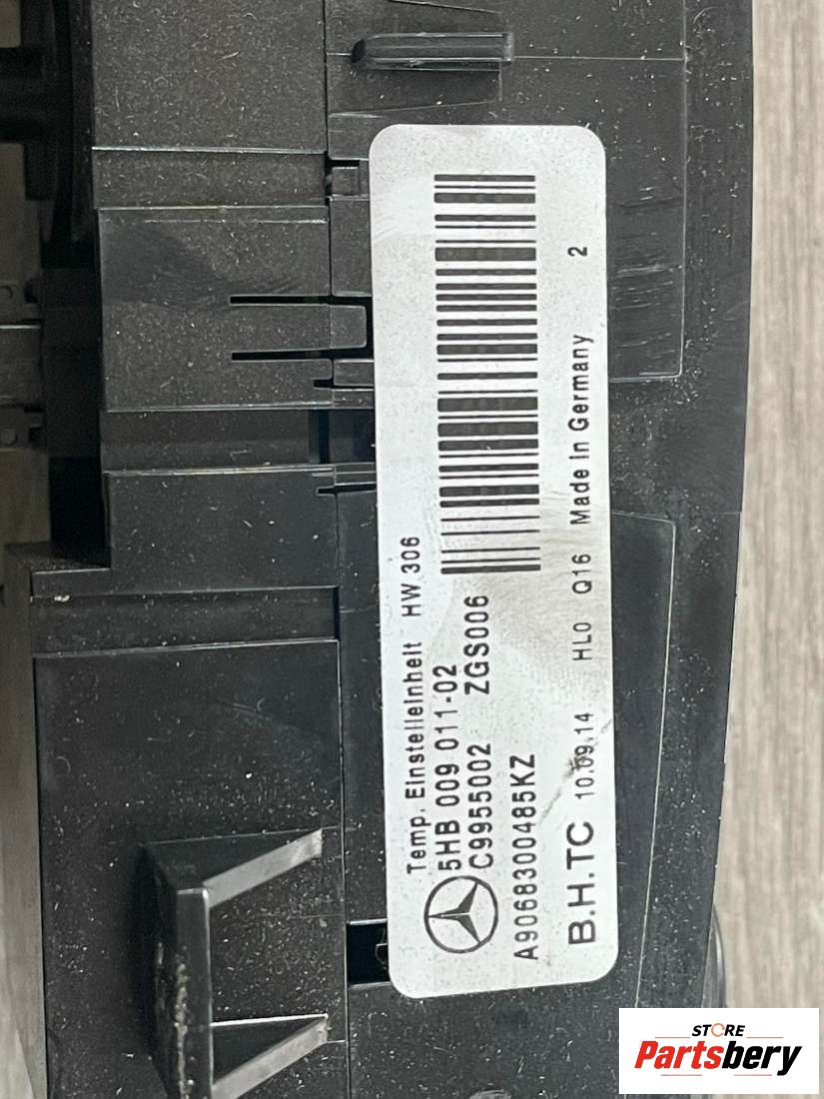 Temp. Einstelleinheit HW 306
5HB 009 011-02
C9955002 ZGS006
A9068300485KZ
B.H.TC 10.09.14 HL0 Q16 Made in Germany 2
STORE
Partsbery